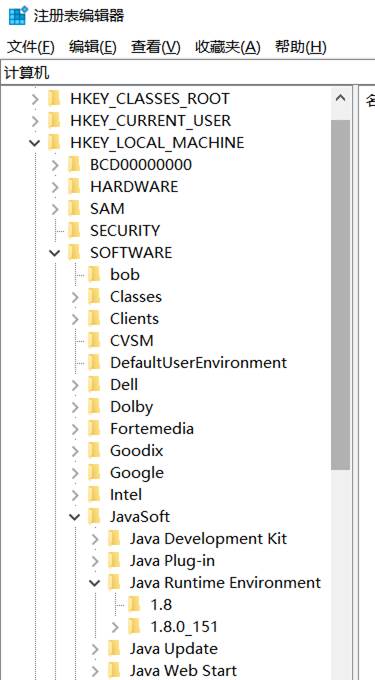 注册表编辑器
文件(F) 编辑(E) 查看(V) 收藏夹(A) 帮助(H)
计算机
HKEY_CLASSES_ROOT
HKEY_CURRENT_USER
HKEY_LOCAL_MACHINE
BCD00000000
HARDWARE
SAM
SECURITY
SOFTWARE
bob
Classes
Clients
CVSM
DefaultUserEnvironment
Dell
Dolby
Fortemedia
Goodix
Google
Intel
JavaSoft
Java Development Kit
Java Plug-in
Java Runtime Environment
1.8
1.8.0_151
Java Update
Java Web Start